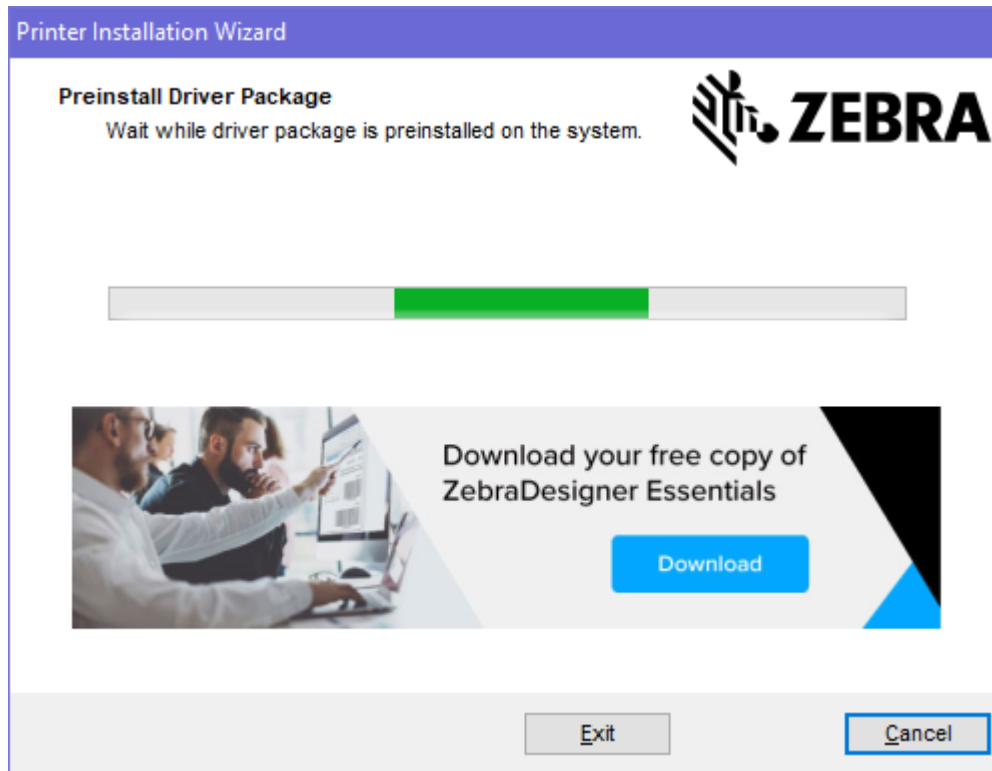 Printer Installation Wizard
Preinstall Driver Package
Wait while driver package is preinstalled on the system.
ZEBRA
Download your free copy of
ZebraDesigner Essentials
Download
Exit
Cancel